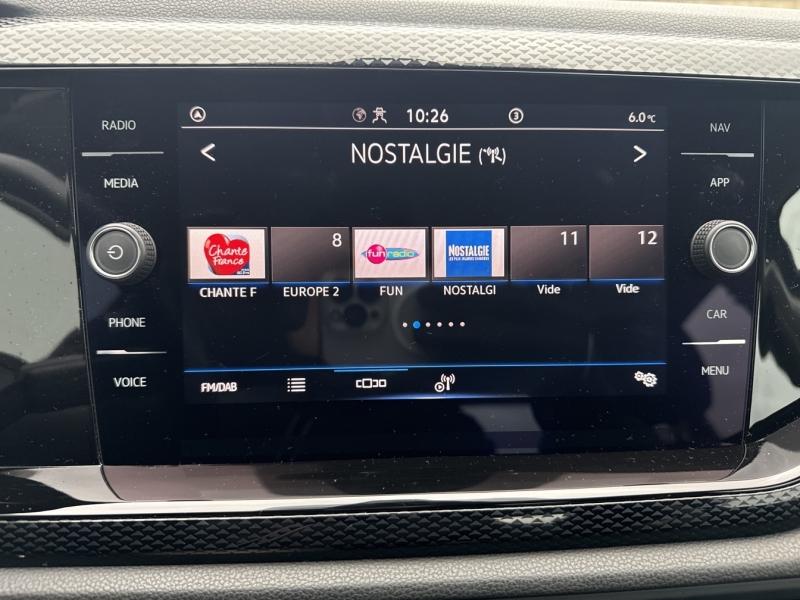 RADIO
MEDIA
PHONE
VOICE
10:26
3
6.0°C
NOSTALGIE
Chante
France
8
fun radio
NOSTALGIE
11
12
CHANTE F
EUROPE 2
FUN
NOSTALGI
Vide
Vide
FM/DAB
NAV
APP
CAR
MENU